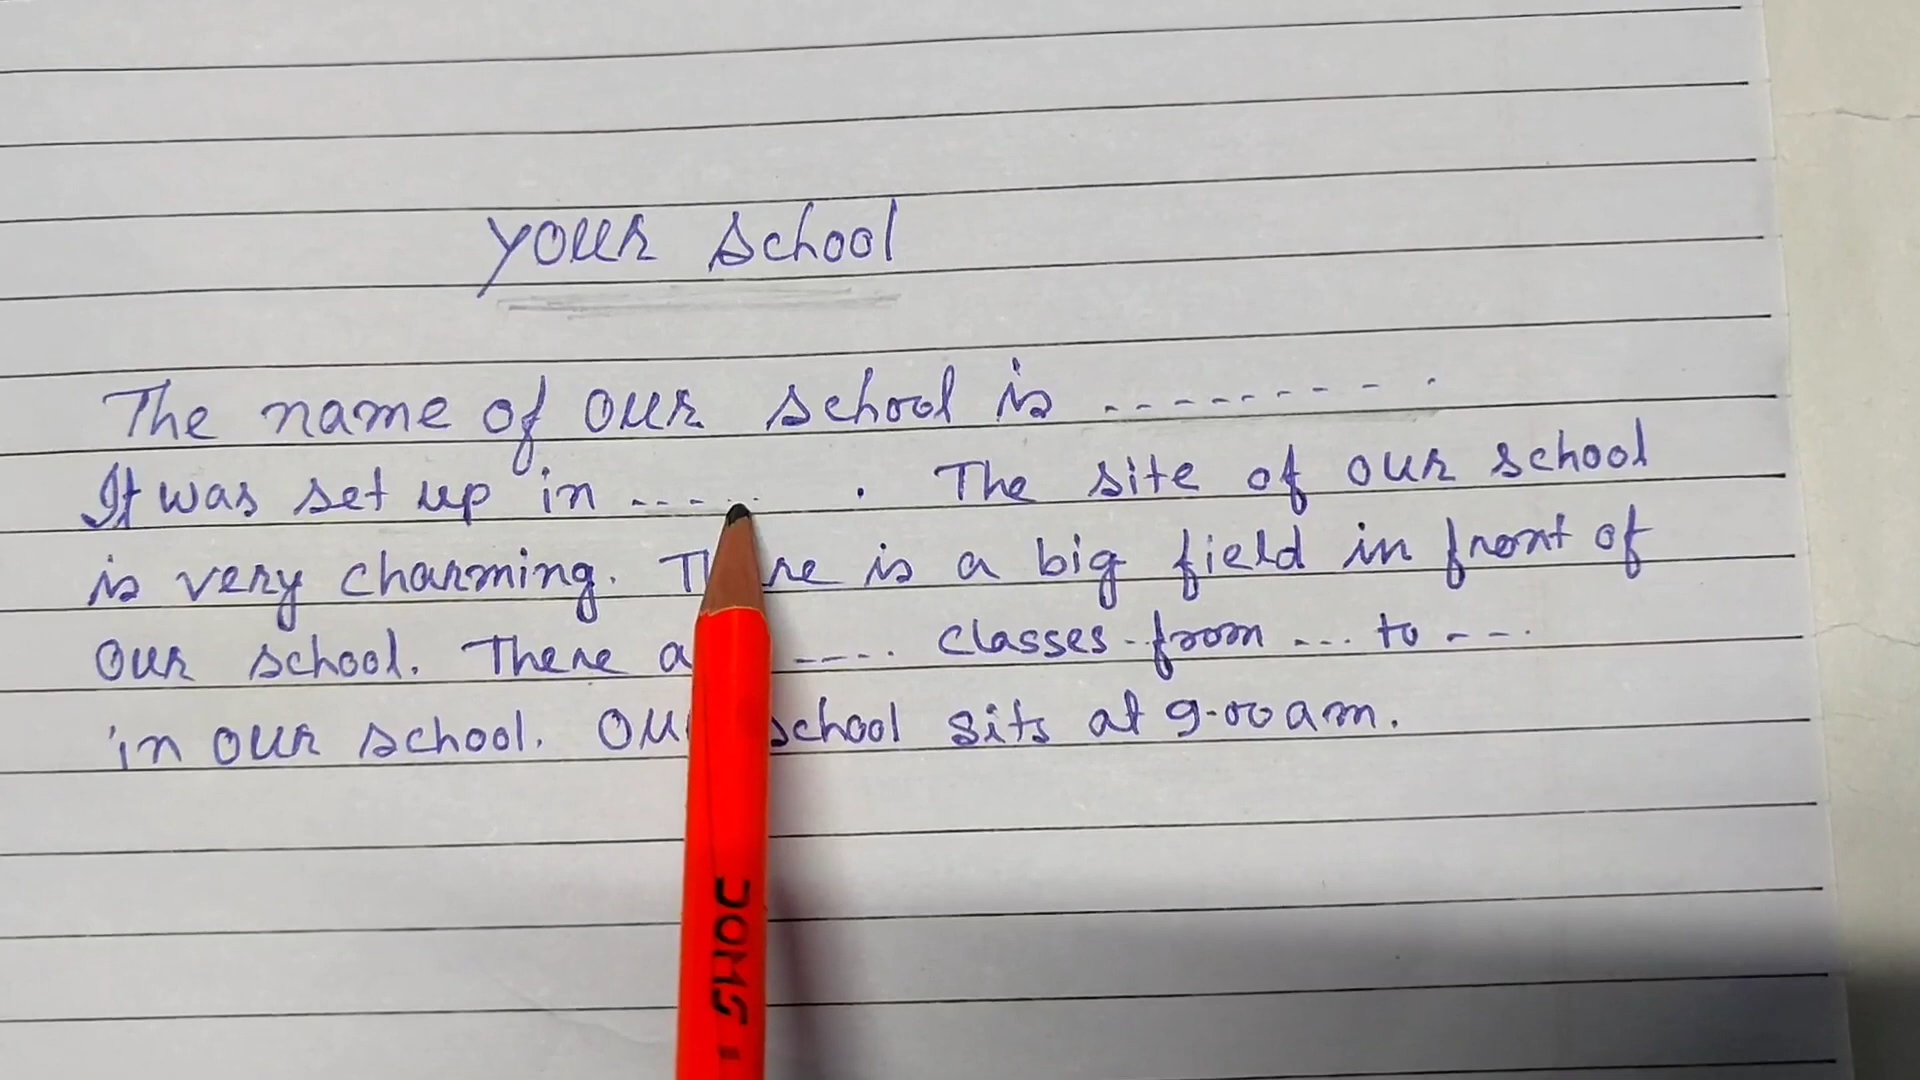 YOUR School
The name of our school is - - - - - - - - .
It was set up in - - - - - . The site of our school
is very charming. There is a big field in front of
Our school. There a - - - - . classes from ... to - - - .
in our school. Our school sits at 9.00 am.
DOMS